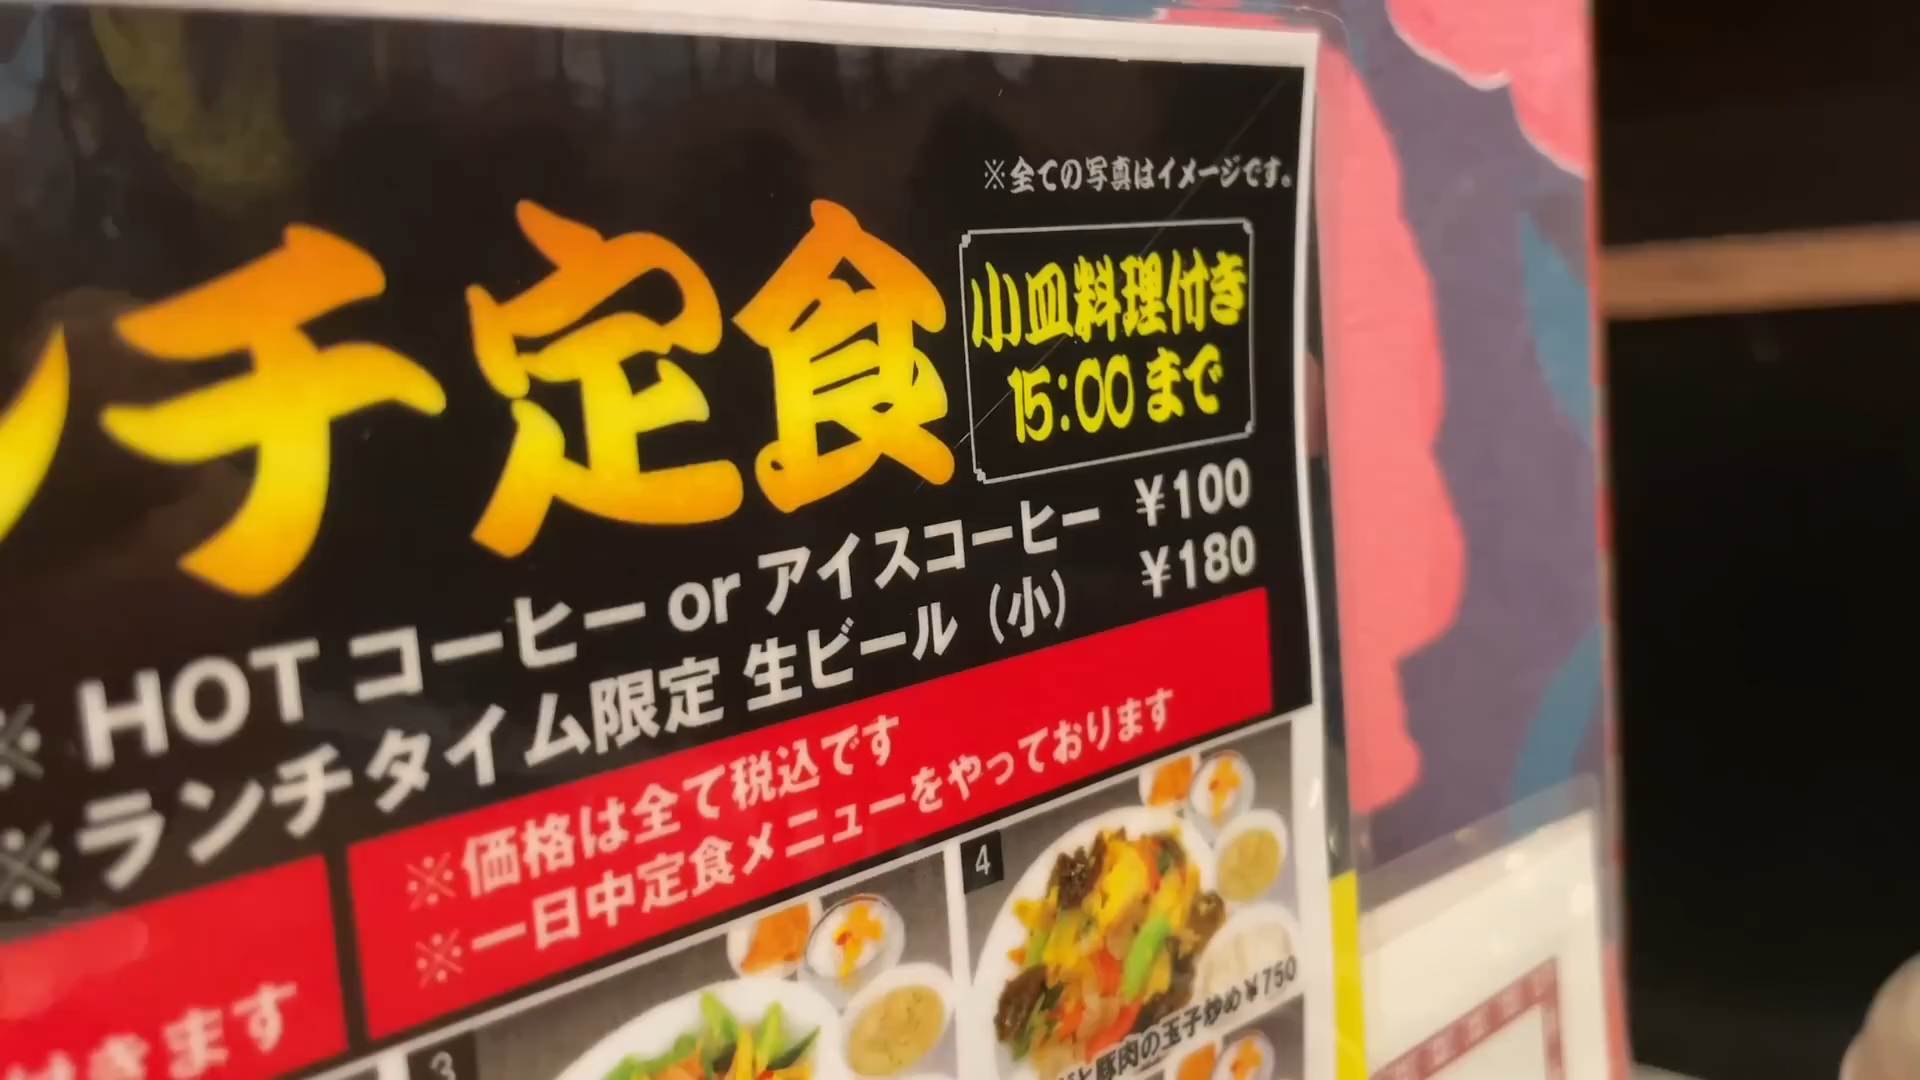 ※全ての写真はイメージです。
ンチ定食
小皿料理付き
15:00まで
※ HOT コーヒー or アイスコーヒー ¥100
※ ランチタイム限定 生ビール（小） ¥180
※価格は全て税込です
※一日中定食メニューをやっております
きます
4
玉子炒め¥750
豚肉の
3